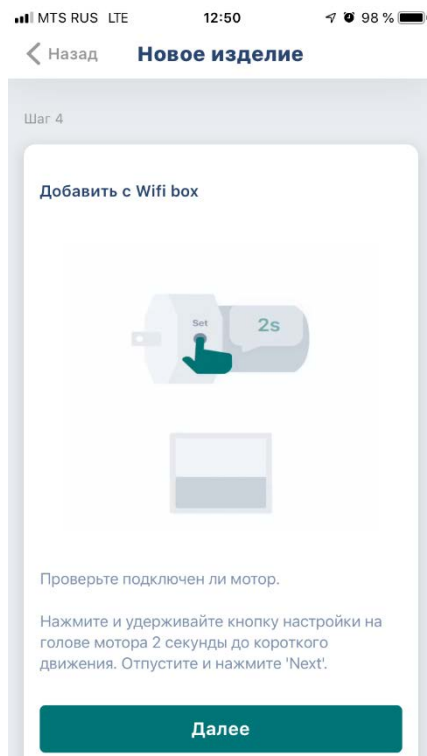 MTS RUS LTE 12:50 98 %
Назад Новое изделие
Шаг 4
Добавить с Wifi box
Set
2s
Проверьте подключен ли мотор.
Нажмите и удерживайте кнопку настройки на
голове мотора 2 секунды до короткого
движения. Отпустите и нажмите 'Next'.
Далее